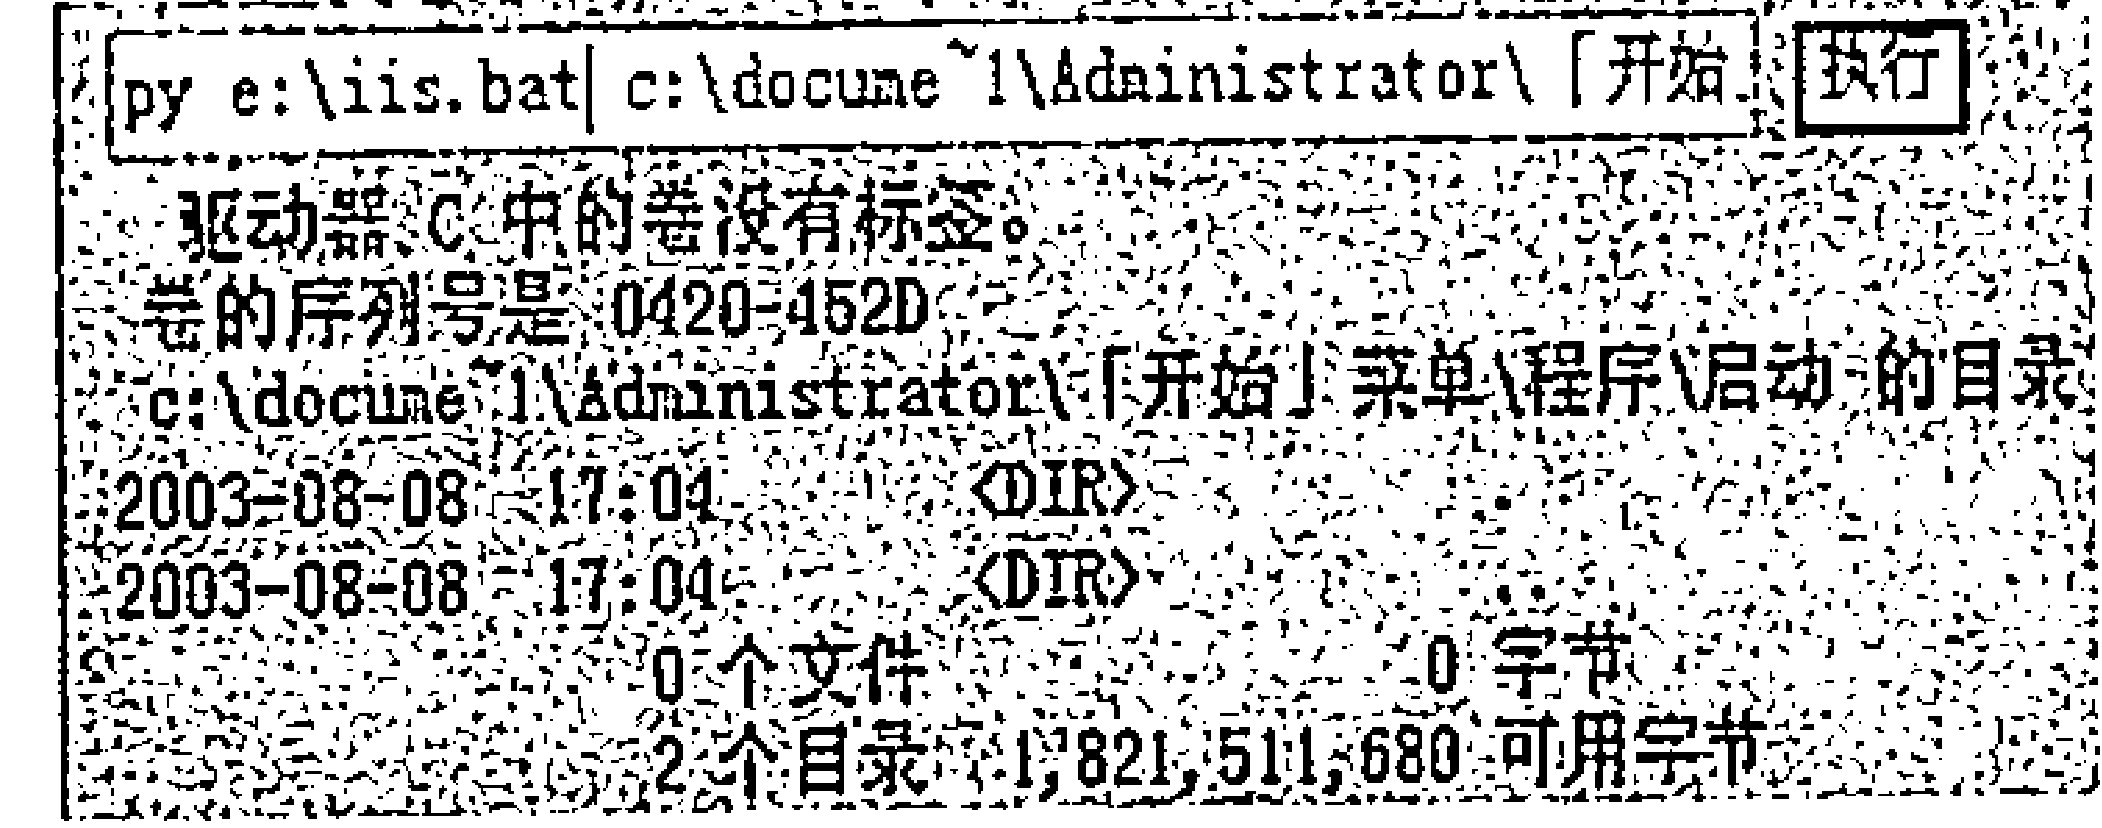 py e:\iis.bat c:\docume~1\Administrator\「开始 执行
驱动器 C 中的卷没有标签。
卷的序列号是 0420-452D
c:\docume~1\Administrator\「开始」菜单\程序\启动 的目录
2003-08-08 17:04 <DIR> .
2003-08-08 17:04 <DIR> ..
0 个文件 0 字节
2 个目录 1,821,511,680 可用字节